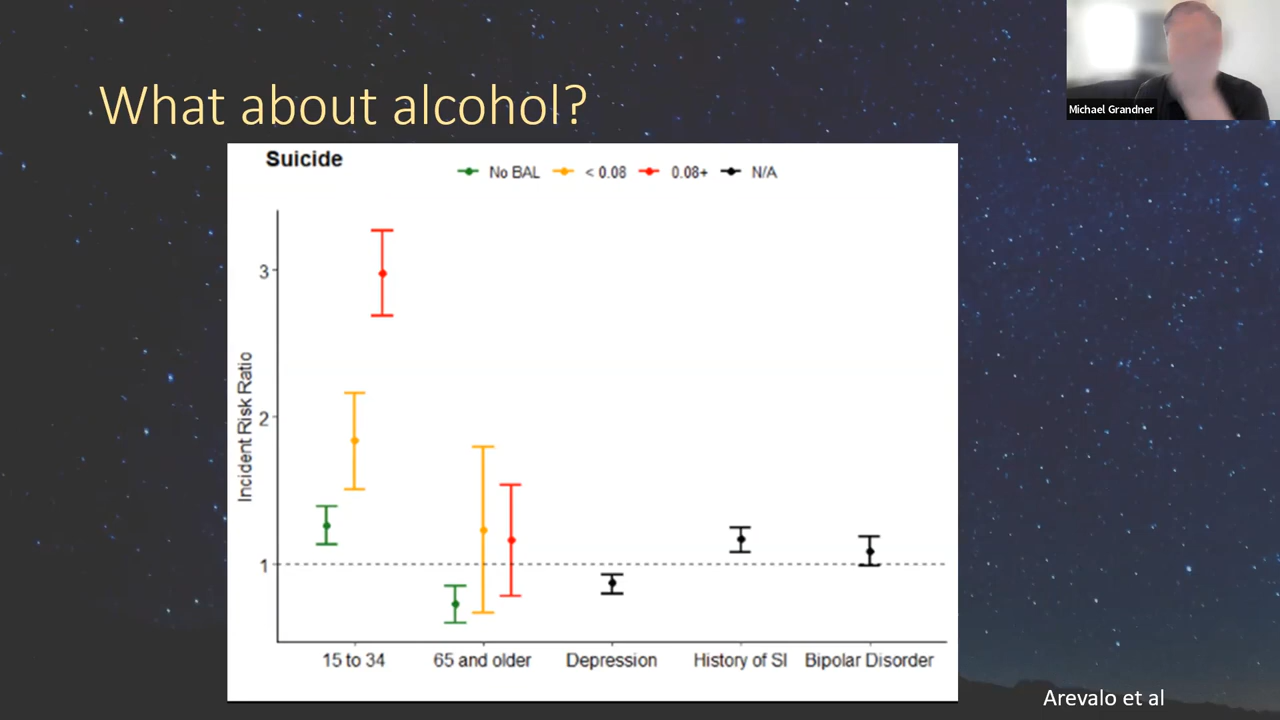 What about alcohol?
Michael Grandner
Suicide
No BAL < 0.08 0.08+ N/A
Incident Risk Ratio
3
2
1
15 to 34 65 and older Depression History of SI Bipolar Disorder
Arevalo et al